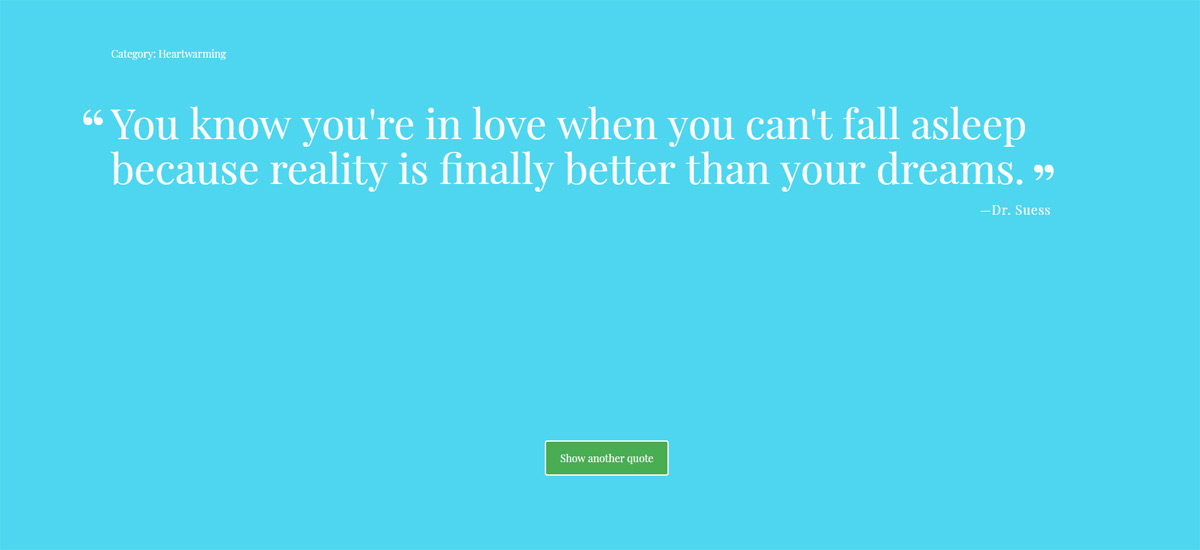 Category: Heartwarming
“ You know you're in love when you can't fall asleep
because reality is finally better than your dreams. ”
—Dr. Suess
Show another quote